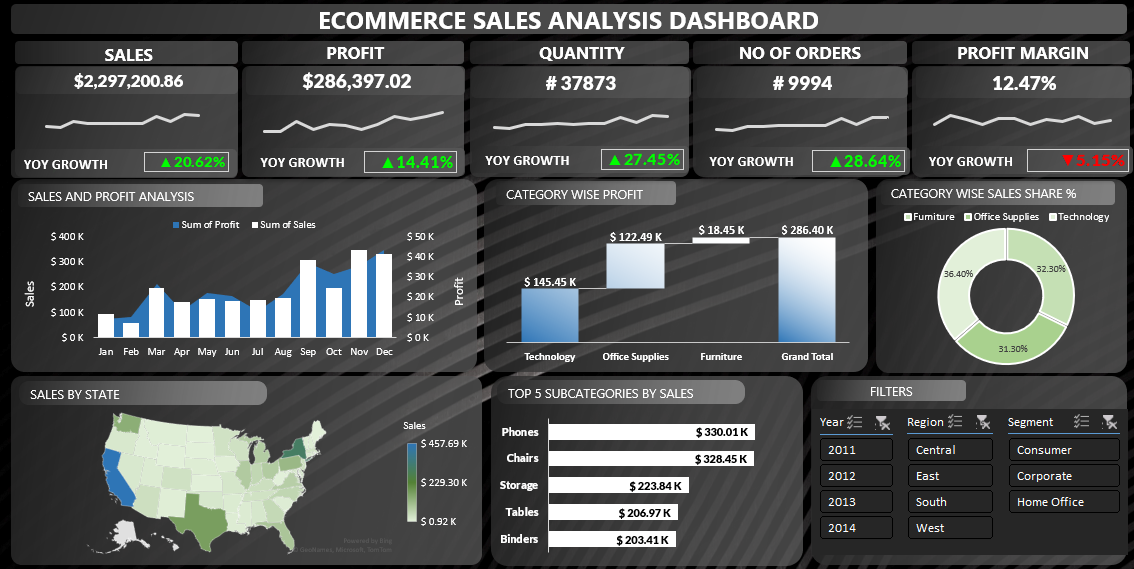 ECOMMERCE SALES ANALYSIS DASHBOARD
SALES
$2,297,200.86
YOY GROWTH ▲20.62%
PROFIT
$286,397.02
YOY GROWTH ▲14.41%
QUANTITY
# 37873
YOY GROWTH ▲27.45%
NO OF ORDERS
# 9994
YOY GROWTH ▲28.64%
PROFIT MARGIN
12.47%
YOY GROWTH ▼5.15%
SALES AND PROFIT ANALYSIS
Sum of Profit Sum of Sales
$ 400 K
$ 300 K
$ 200 K
$ 100 K
$ 0 K
Sales
$ 50 K
$ 40 K
$ 30 K
$ 20 K
$ 10 K
$ 0 K
Profit
Jan Feb Mar Apr May Jun Jul Aug Sep Oct Nov Dec
CATEGORY WISE PROFIT
$ 145.45 K
$ 122.49 K
$ 18.45 K
$ 286.40 K
Technology Office Supplies Furniture Grand Total
CATEGORY WISE SALES SHARE %
Furniture Office Supplies Technology
36.40%
32.30%
31.30%
SALES BY STATE
Sales
$ 457.69 K
$ 229.30 K
$ 0.92 K
Powered by Bing
© GeoNames, Microsoft, TomTom
TOP 5 SUBCATEGORIES BY SALES
Phones $ 330.01 K
Chairs $ 328.45 K
Storage $ 223.84 K
Tables $ 206.97 K
Binders $ 203.41 K
FILTERS
Year
2011
2012
2013
2014
Region
Central
East
South
West
Segment
Consumer
Corporate
Home Office